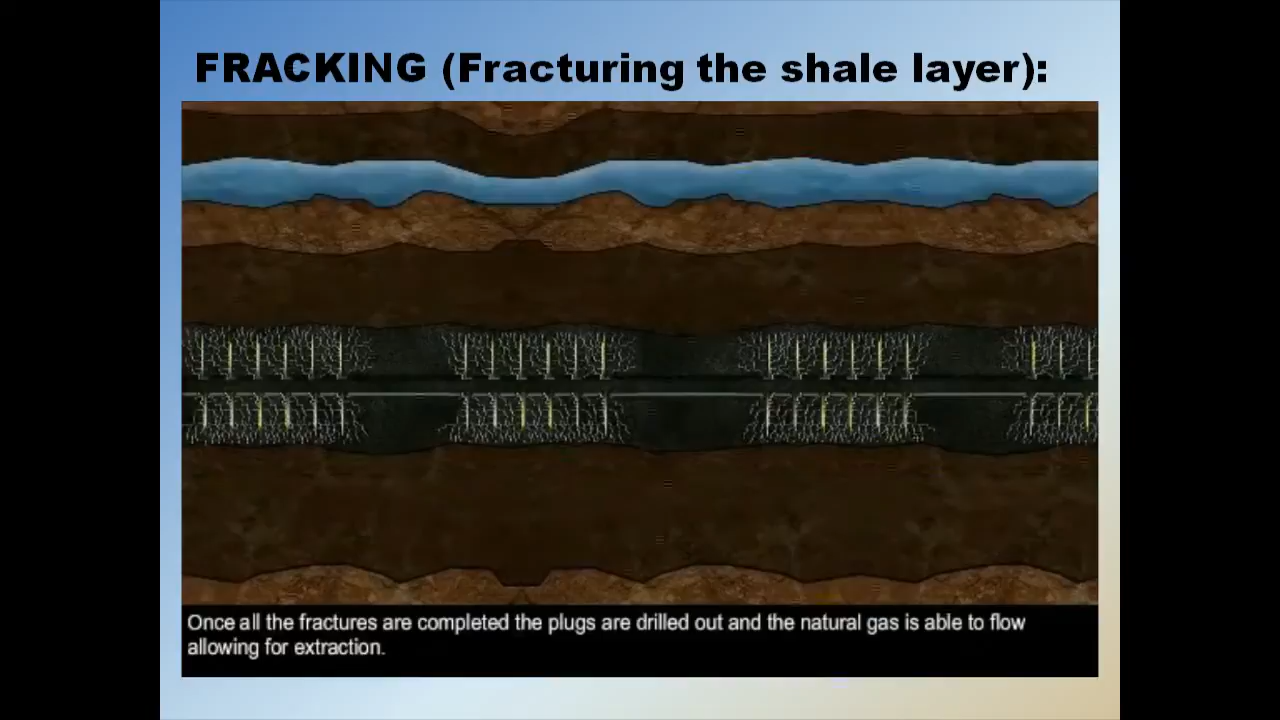 FRACKING (Fracturing the shale layer):
Once all the fractures are completed the plugs are drilled out and the natural gas is able to flow
allowing for extraction.